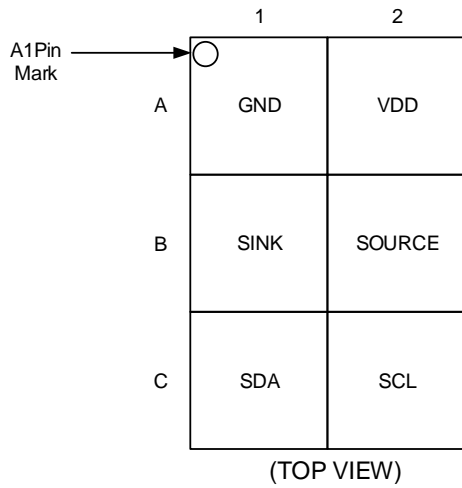 1 2
A1Pin
Mark
A GND VDD
B SINK SOURCE
C SDA SCL
(TOP VIEW)